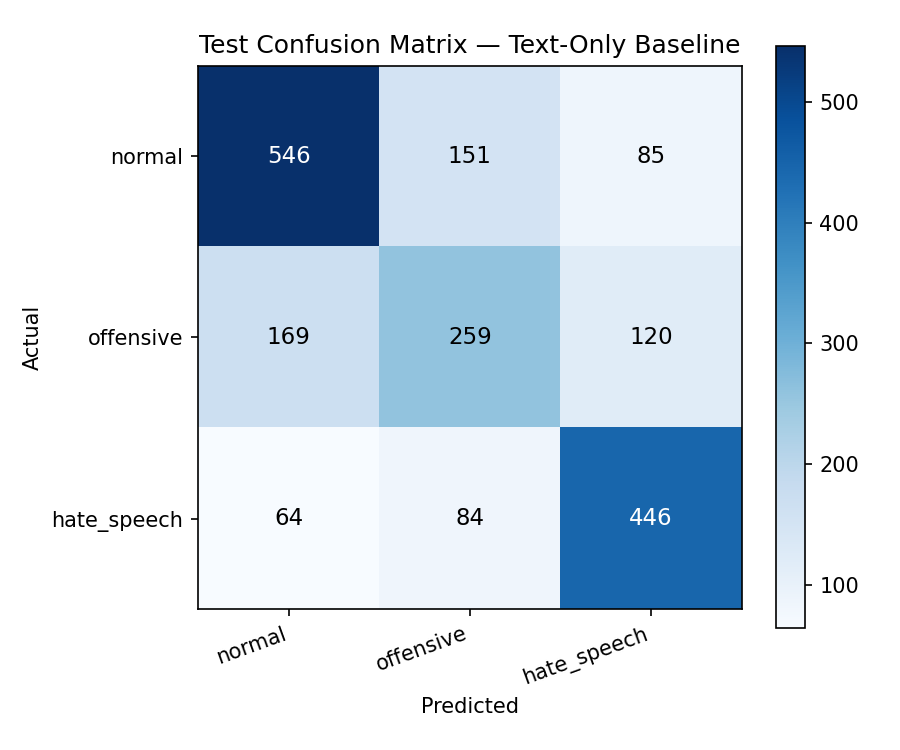 Test Confusion Matrix — Text-Only Baseline
normal 546 151 85
offensive 169 259 120
hate_speech 64 84 446
normal offensive hate_speech
Predicted
Actual
500
400
300
200
100